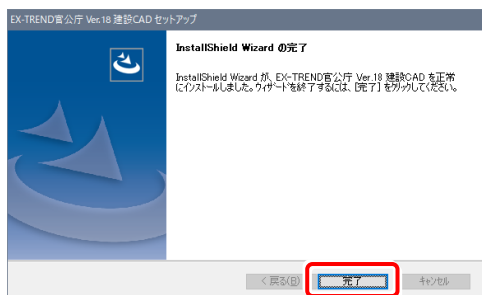 EX-TREND官公庁 Ver.18 建設CAD セットアップ
InstallShield Wizard の完了
InstallShield Wizard が、EX-TREND官公庁 Ver.18 建設CAD を正常
にインストールしました。ウィザードを終了するには、[完了] をクリックしてください。
< 戻る(B)
完了
キャンセル